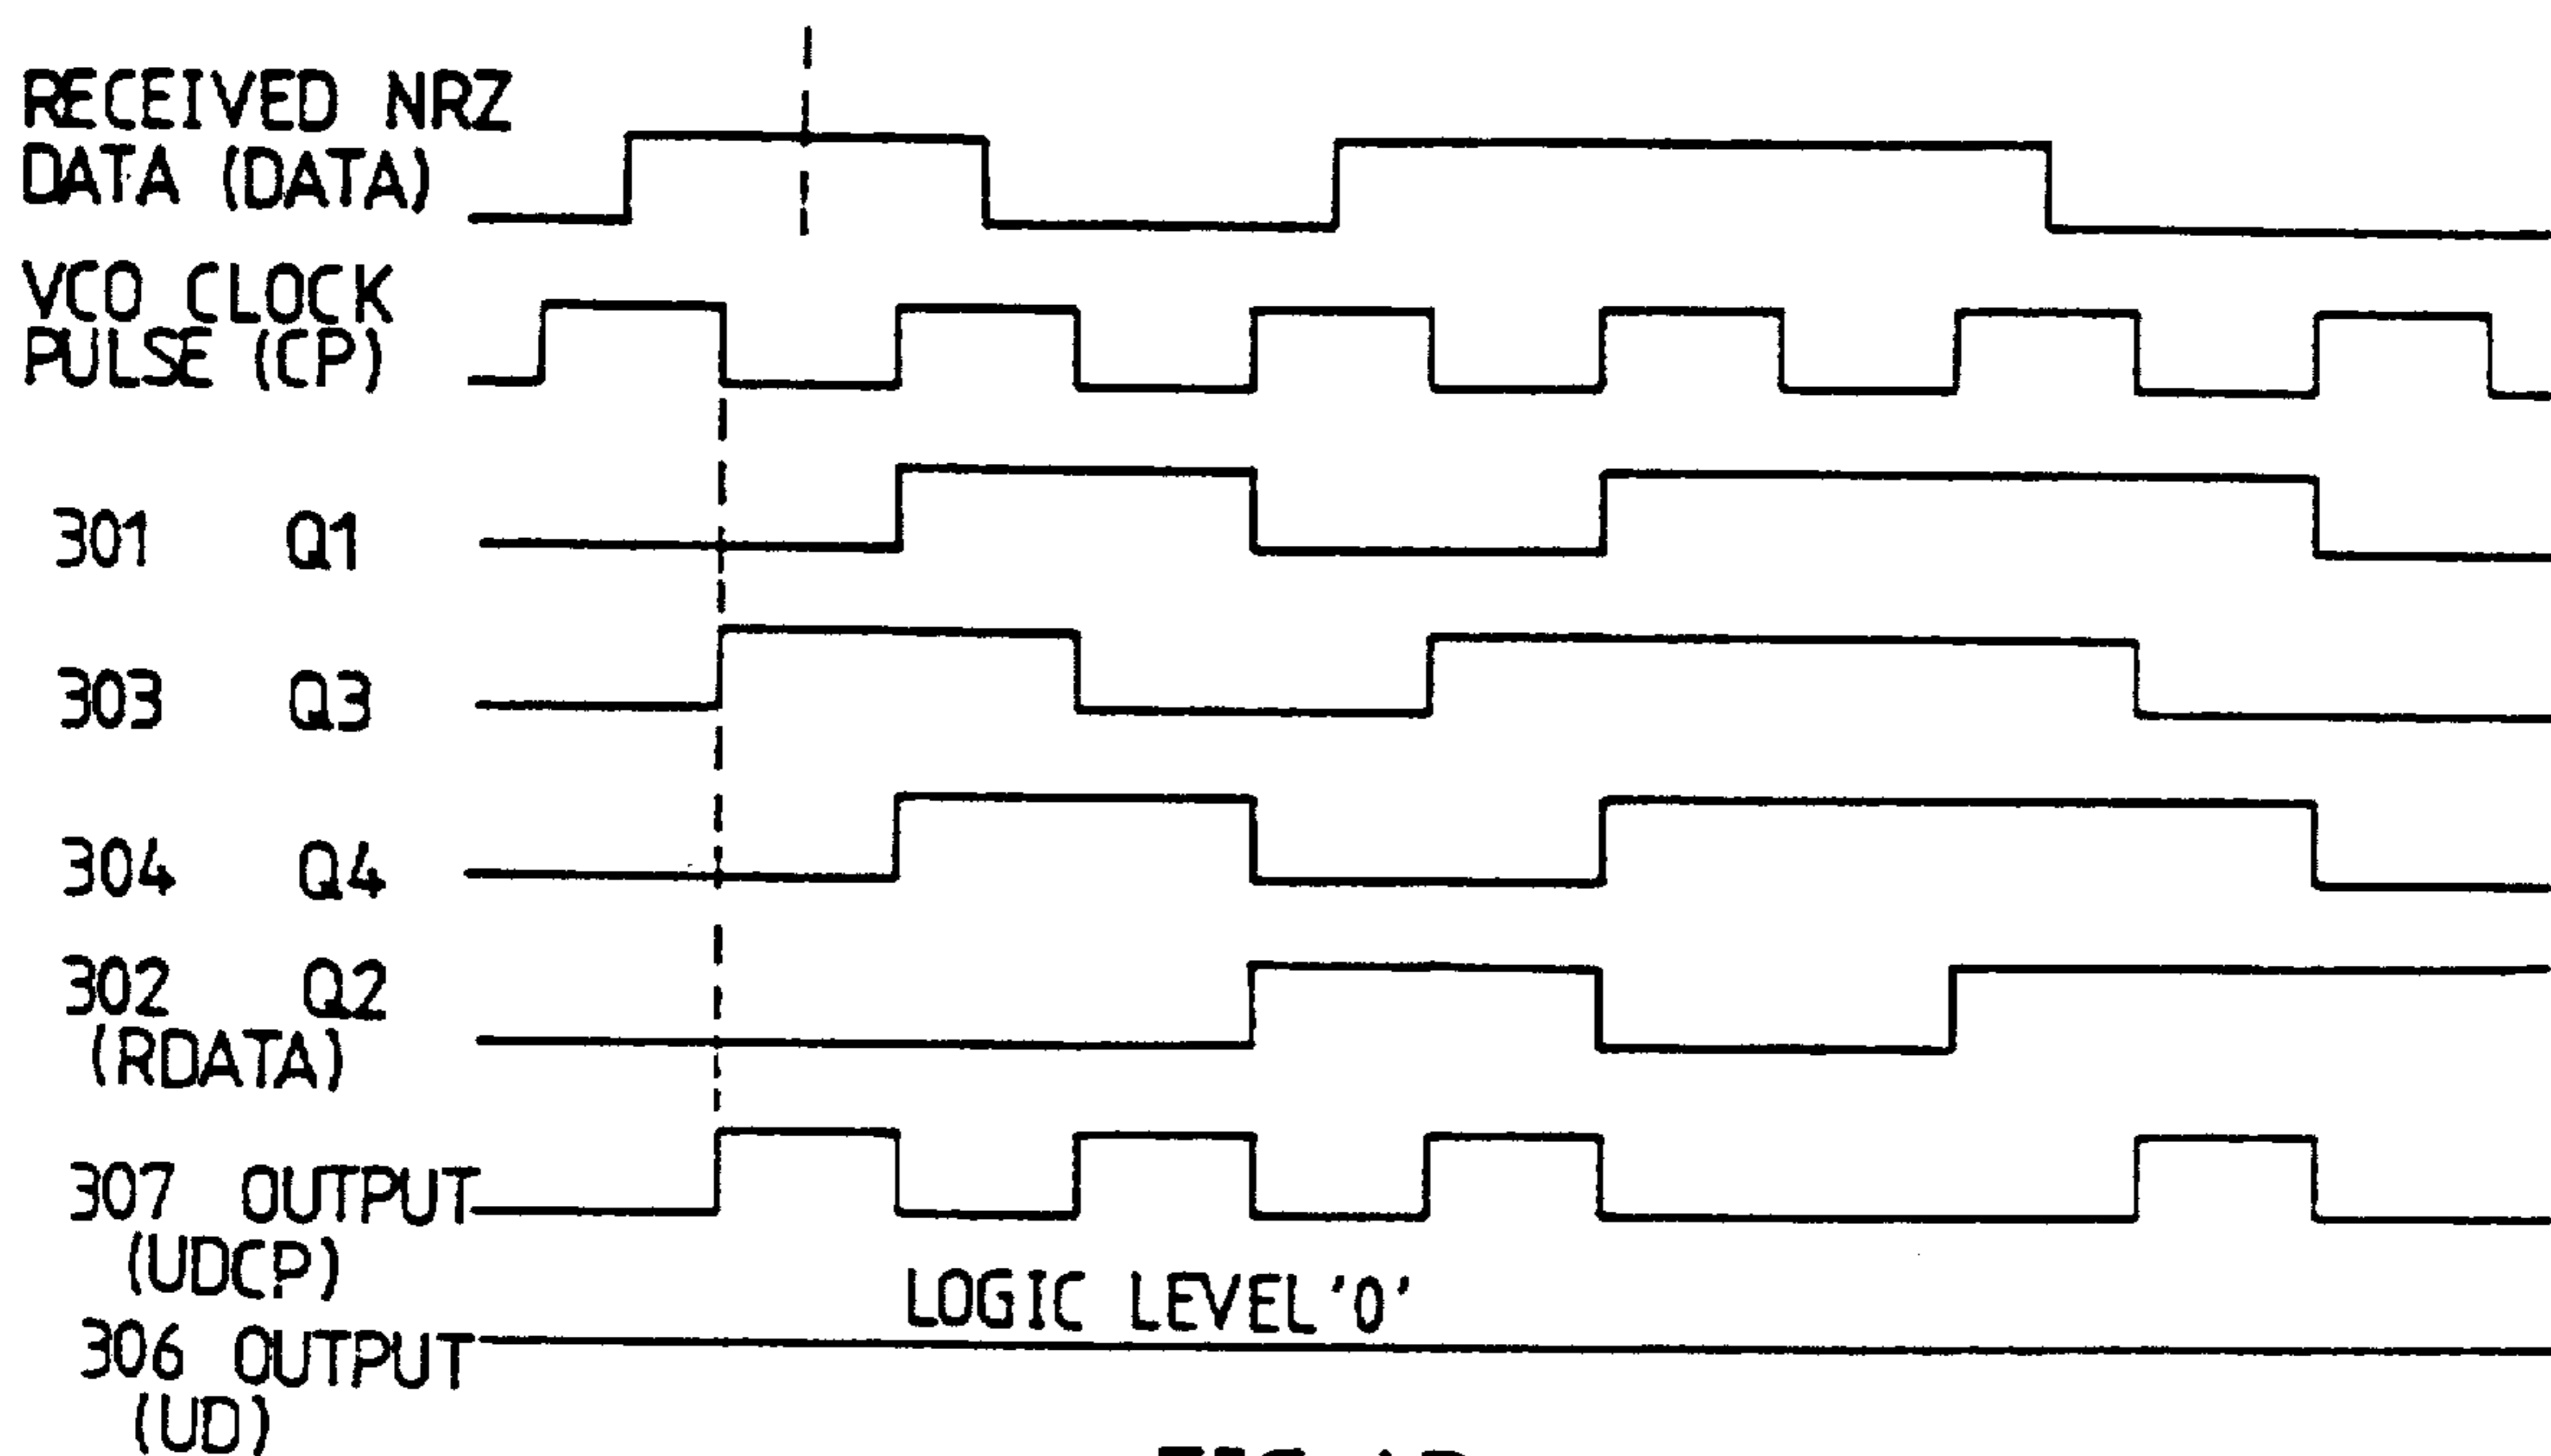 RECEIVED NRZ
DATA (DATA)
VCO CLOCK
PULSE (CP)
301 Q1
303 Q3
304 Q4
302 Q2
(RDATA)
307 OUTPUT
(UDCP)
LOGIC LEVEL '0'
306 OUTPUT
(UD)